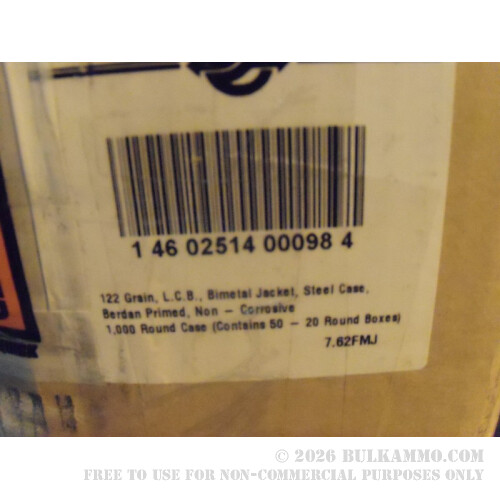 1 46 02514 00098 4
122 Grain, L.C.B., Bimetal Jacket, Steel Case,
Berdan Primed, Non - Corrosive
1,000 Round Case (Contains 50 - 20 Round Boxes)
7.62FMJ
© 2026 BULKAMMO.COM
FREE TO USE FOR NON-COMMERCIAL PURPOSES ONLY